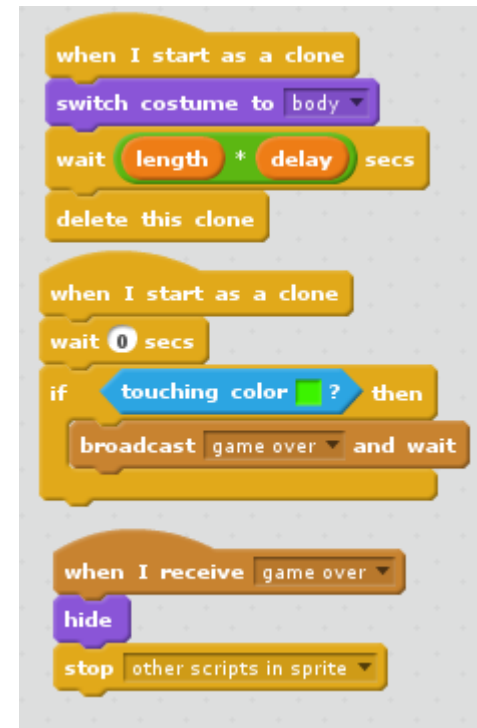 when I start as a clone
switch costume to body
wait length * delay secs
delete this clone
when I start as a clone
wait 0 secs
if touching color ? then
broadcast game over and wait
when I receive game over
hide
stop other scripts in sprite